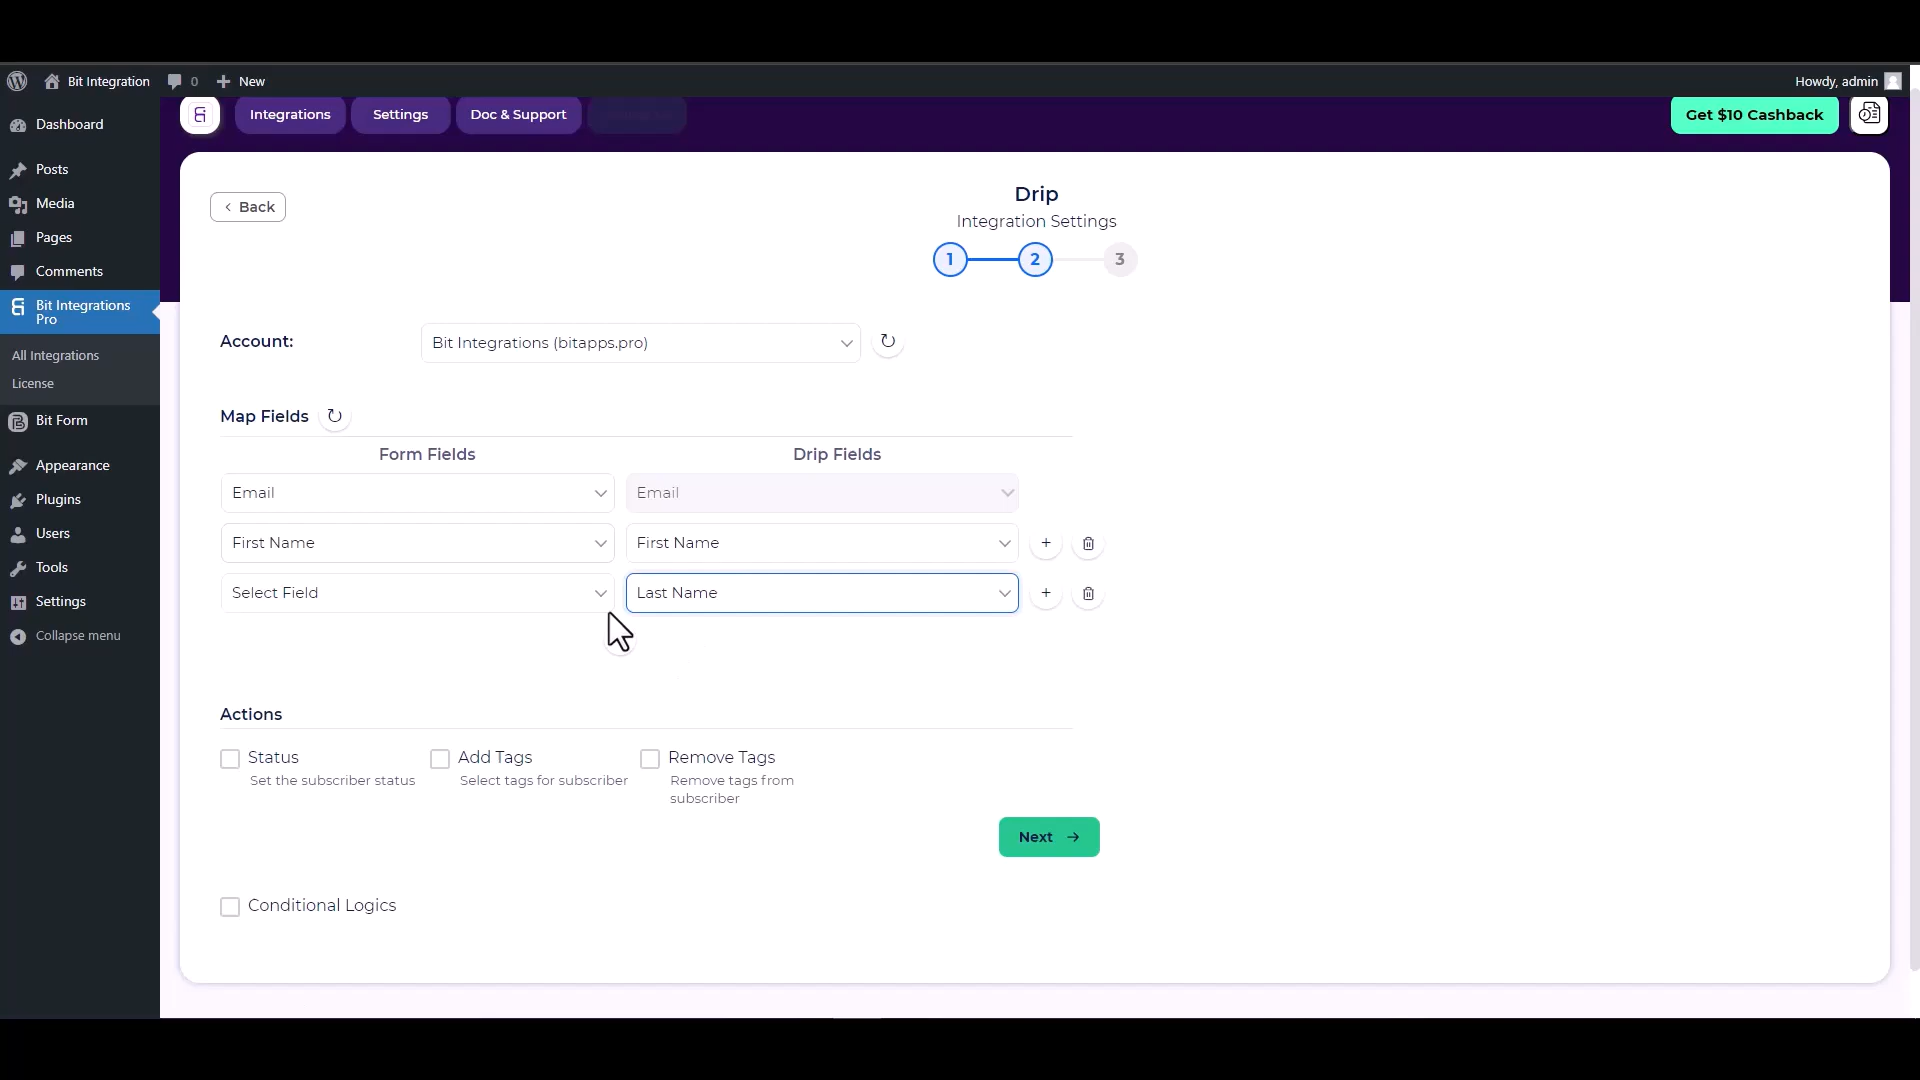 Bit Integration
0
New
Howdy, admin
Dashboard
Posts
Media
Pages
Comments
Bit Integrations
Pro
All Integrations
License
Bit Form
Appearance
Plugins
Users
Tools
Settings
Collapse menu
Integrations
Settings
Doc & Support
Get $10 Cashback
Back
Drip
Integration Settings
1
2
3
Account:
Bit Integrations (bitapps.pro)
Map Fields
Form Fields
Drip Fields
Email
Email
First Name
First Name
Select Field
Last Name
Actions
Status
Set the subscriber status
Add Tags
Select tags for subscriber
Remove Tags
Remove tags from
subscriber
Next
Conditional Logics